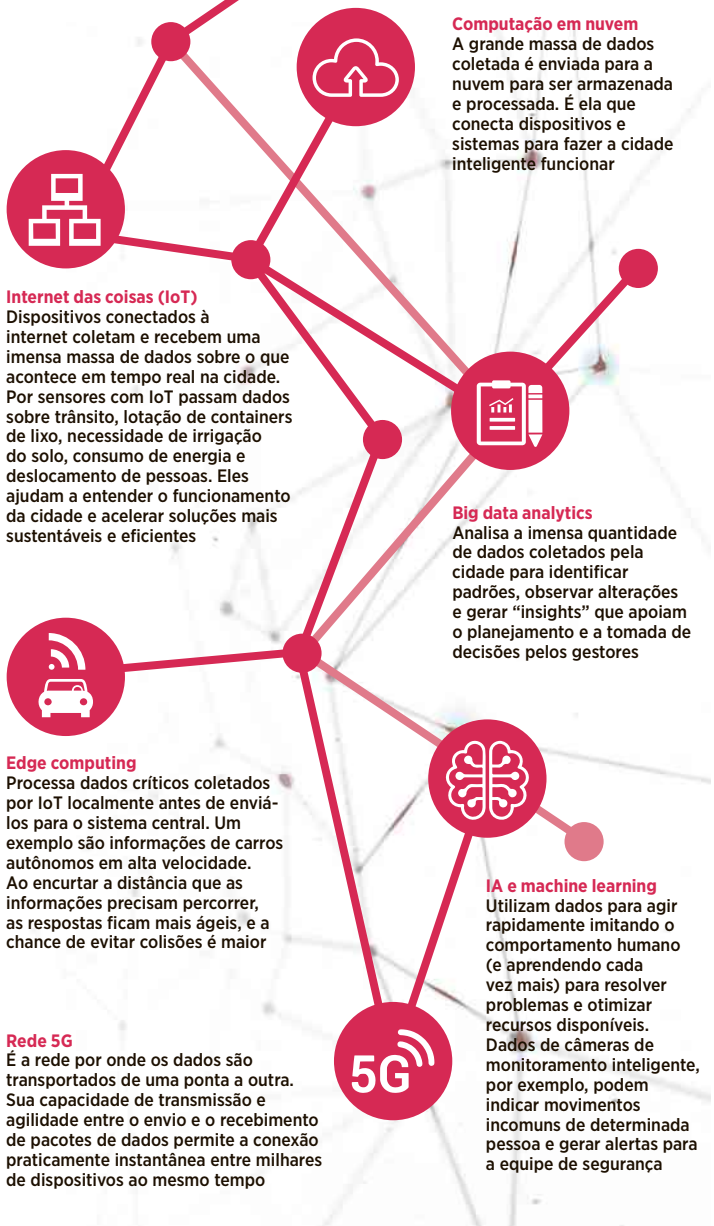 Computação em nuvem
A grande massa de dados
coletada é enviada para a
nuvem para ser armazenada
e processada. É ela que
conecta dispositivos e
sistemas para fazer a cidade
inteligente funcionar
Internet das coisas (IoT)
Dispositivos conectados à
internet coletam e recebem uma
imensa massa de dados sobre o que
acontece em tempo real na cidade.
Por sensores com IoT passam dados
sobre trânsito, lotação de containers
de lixo, necessidade de irrigação
do solo, consumo de energia e
deslocamento de pessoas. Eles
ajudam a entender o funcionamento
da cidade e acelerar soluções mais
sustentáveis e eficientes
Big data analytics
Analisa a imensa quantidade
de dados coletados pela
cidade para identificar
padrões, observar alterações
e gerar “insights” que apoiam
o planejamento e a tomada de
decisões pelos gestores
Edge computing
Processa dados críticos coletados
por IoT localmente antes de enviá-
los para o sistema central. Um
exemplo são informações de carros
autônomos em alta velocidade.
Ao encurtar a distância que as
informações precisam percorrer,
as respostas ficam mais ágeis, e a
chance de evitar colisões é maior
IA e machine learning
Utilizam dados para agir
rapidamente imitando o
comportamento humano
(e aprendendo cada
vez mais) para resolver
problemas e otimizar
recursos disponíveis.
Dados de câmeras de
monitoramento inteligente,
por exemplo, podem
indicar movimentos
incomuns de determinada
pessoa e gerar alertas para
a equipe de segurança
Rede 5G
É a rede por onde os dados são
transportados de uma ponta a outra.
Sua capacidade de transmissão e
agilidade entre o envio e o recebimento
de pacotes de dados permite a conexão
praticamente instantânea entre milhares
de dispositivos ao mesmo tempo
5G